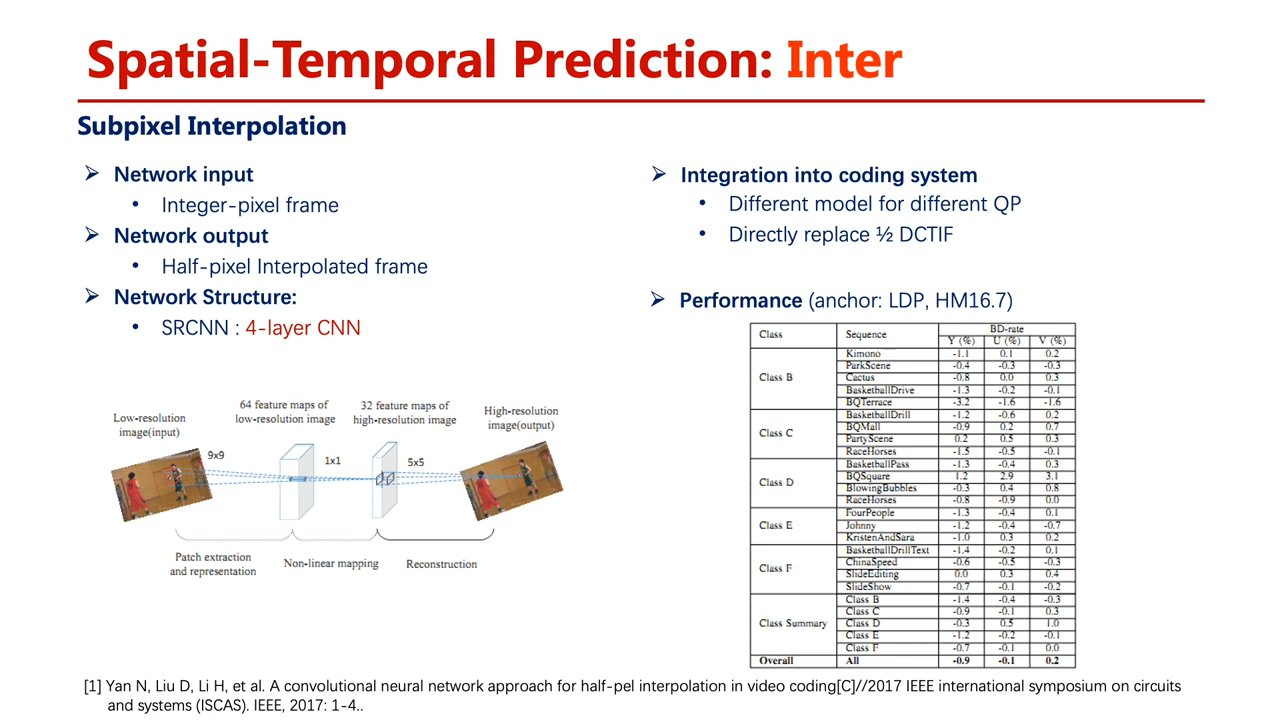 Spatial-Temporal Prediction: Inter
Subpixel Interpolation
➢ Network input
• Integer-pixel frame
➢ Network output
• Half-pixel Interpolated frame
➢ Network Structure:
• SRCNN : 4-layer CNN
64 feature maps of
low-resolution image
32 feature maps of
high-resolution image
Low-resolution
image(input)
High-resolution
image(output)
9x9
1x1
5x5
Patch extraction
and representation
Non-linear mapping
Reconstruction
➢ Integration into coding system
• Different model for different QP
• Directly replace ½ DCTIF
➢ Performance (anchor: LDP, HM16.7)
Class Sequence BD-rate
Y (%) U (%) V (%)
Class B
Kimono -1.1 0.1 0.2
ParkScene -0.4 -0.3 -0.3
Cactus -0.8 0.0 0.3
BasketballDrive -1.3 -0.2 -0.1
BQTerrace -3.2 -1.6 -1.6
Class C
BasketballDrill -1.2 -0.6 0.2
BQMall -0.9 0.2 0.7
PartyScene 0.2 0.5 0.3
RaceHorses -1.5 -0.5 -0.1
Class D
BasketballPass -1.3 -0.4 0.3
BQSquare 1.2 2.9 3.1
BlowingBubbles -0.3 0.4 0.8
RaceHorses -0.8 -0.9 0.0
Class E
FourPeople -1.3 -0.4 0.1
Johnny -1.2 -0.4 -0.7
KristenAndSara -1.0 0.3 0.2
Class F
BasketballDrillText -1.4 -0.2 0.1
ChinaSpeed -0.6 -0.5 -0.3
SlideEditing 0.0 0.3 0.4
SlideShow -0.7 -0.1 -0.2
Class Summary
Class B -1.4 -0.4 -0.3
Class C -0.9 -0.1 0.3
Class D -0.3 0.5 1.0
Class E -1.2 -0.2 -0.1
Class F -0.7 -0.1 0.0
Overall All -0.9 -0.1 0.2
[1] Yan N, Liu D, Li H, et al. A convolutional neural network approach for half-pel interpolation in video coding[C]//2017 IEEE international symposium on circuits
and systems (ISCAS). IEEE, 2017: 1-4..